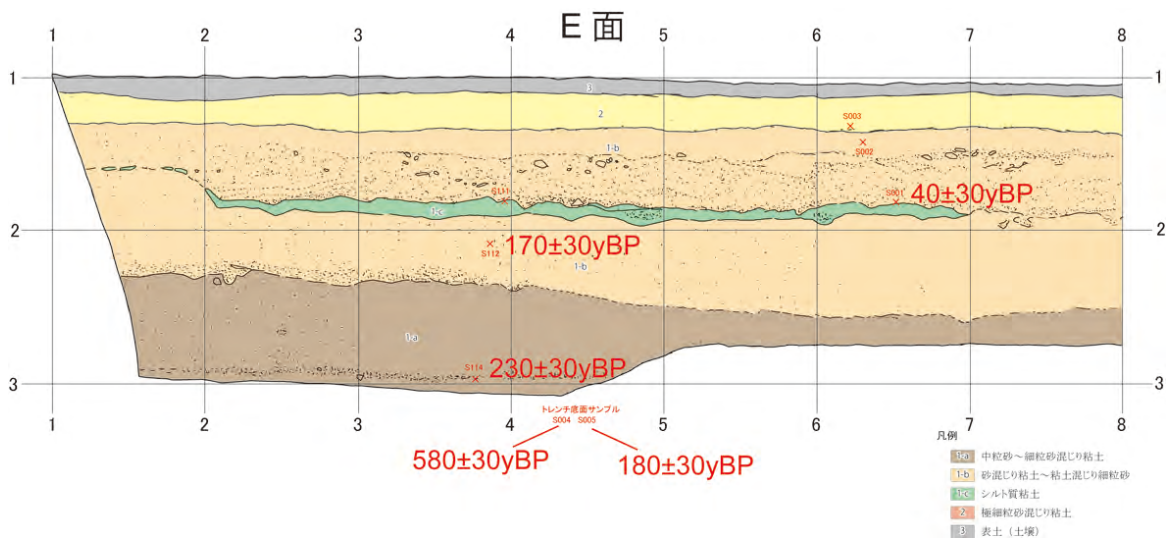 E 面
1 2 3 4 5 6 7 8
1 1
3
2
S003
S002
1-b
S111
S001
40±30yBP
1-c
2 2
170±30yBP
S112
1-b
1-a
S114
230±30yBP
3 3
トレンチ底面サンプル
1 2 3 4 5 6 7 8
S004 S005
580±30yBP
180±30yBP
凡例
1-a 中粒砂～細粒砂混じり粘土
1-b 砂混じり粘土～粘土混じり細粒砂
1-c シルト質粘土
2 極細粒砂混じり粘土
3 表土（土壌）